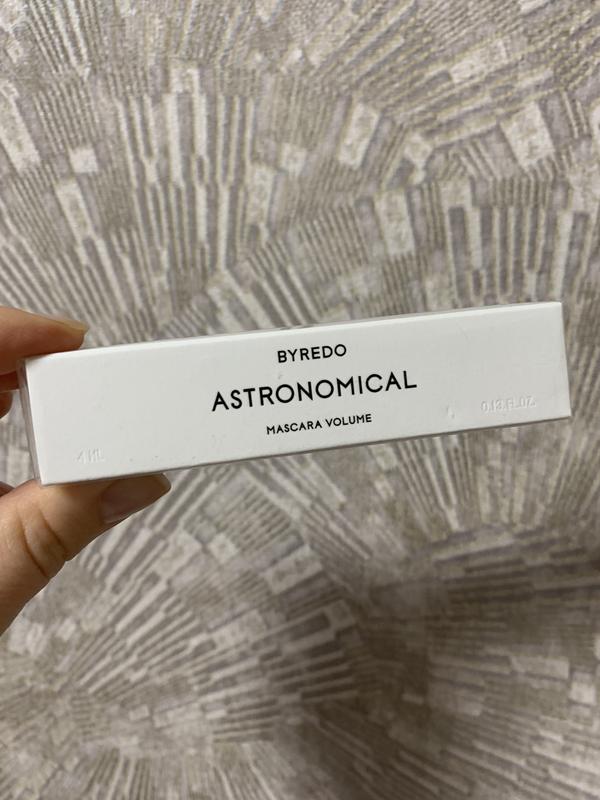 BYREDO
ASTRONOMICAL
MASCARA VOLUME
4 ML
0.13.FL.OZ.